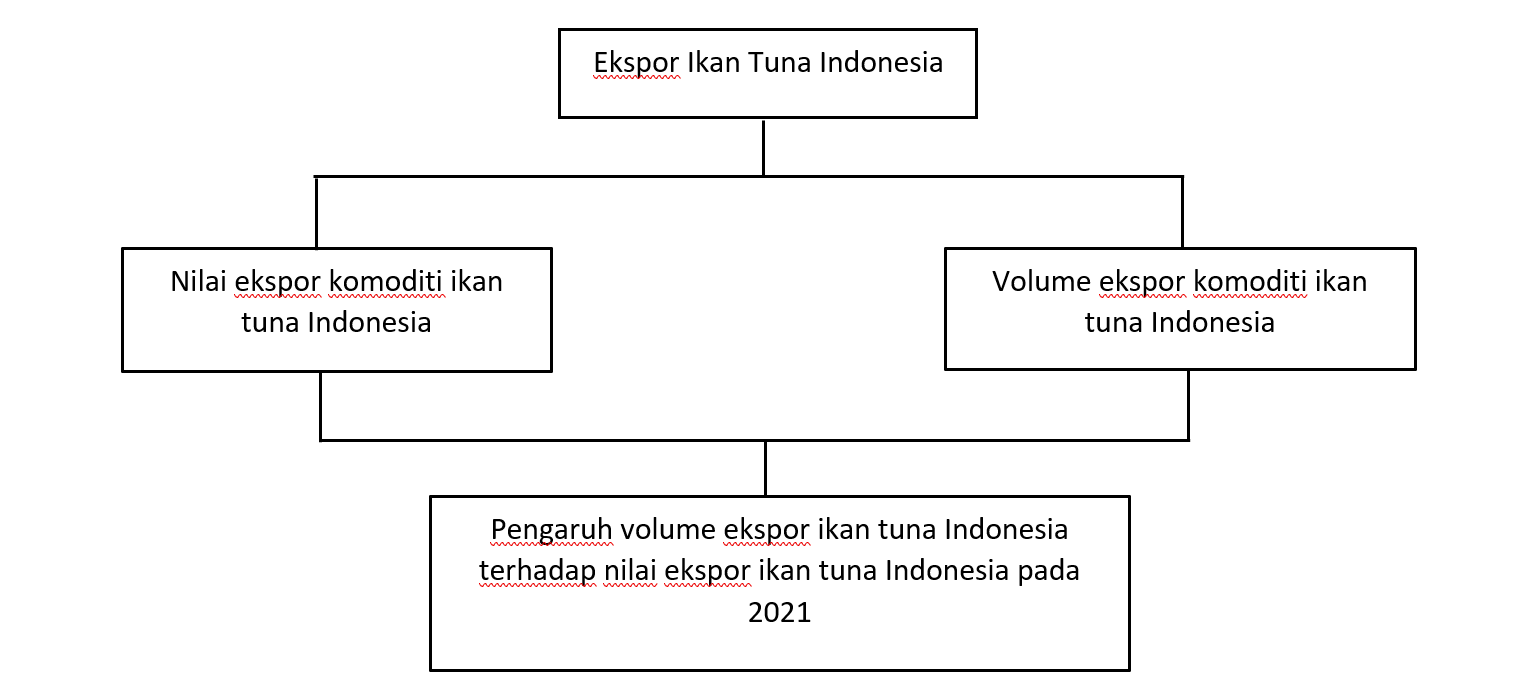 Ekspor Ikan Tuna Indonesia
Nilai ekspor komoditi ikan
tuna Indonesia
Volume ekspor komoditi ikan
tuna Indonesia
Pengaruh volume ekspor ikan tuna Indonesia
terhadap nilai ekspor ikan tuna Indonesia pada
2021